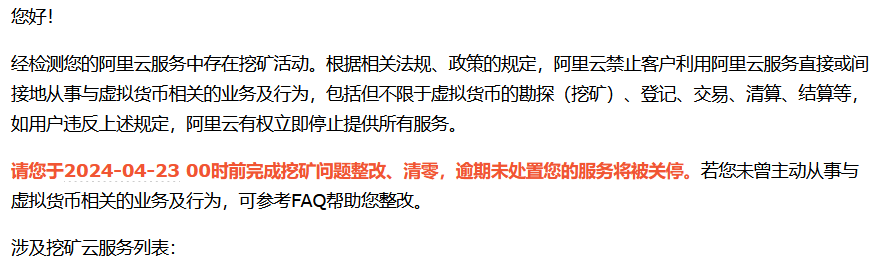 您好！
经检测您的阿里云服务中存在挖矿活动。根据相关法规、政策的规定，阿里云禁止客户利用阿里云服务直接或间
接地从事与虚拟货币相关的业务及行为，包括但不限于虚拟货币的勘探（挖矿）、登记、交易、清算、结算等，
如用户违反上述规定，阿里云有权立即停止提供所有服务。
请您于2024-04-23 00时前完成挖矿问题整改、清零，逾期未处置您的服务将被关停。若您未曾主动从事与
虚拟货币相关的业务及行为，可参考FAQ帮助您整改。
涉及挖矿云服务列表：